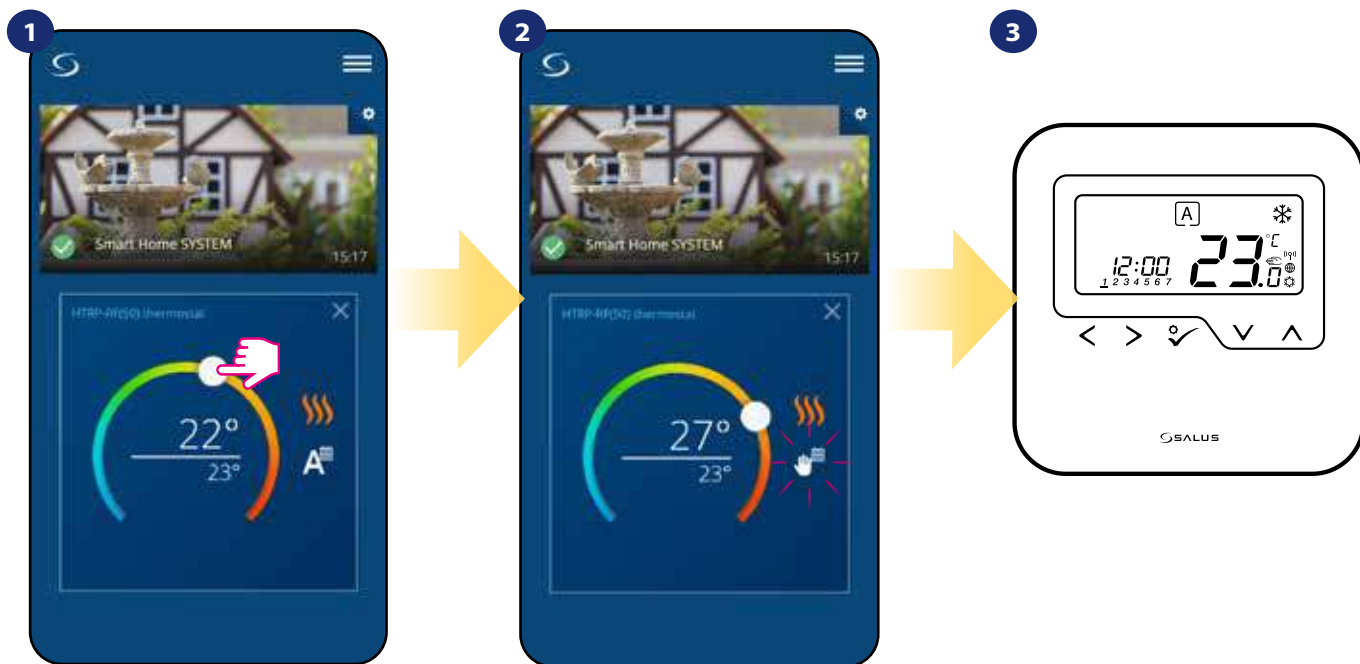 1
Smart Home SYSTEM
15:17
HTRP-RF(50) thermostat
22°
23°
A
2
Smart Home SYSTEM
15:17
HTRP-RF(50) thermostat
27°
23°
3
A
12:00
23.0 °C
1 2 3 4 5 6 7
SALUS